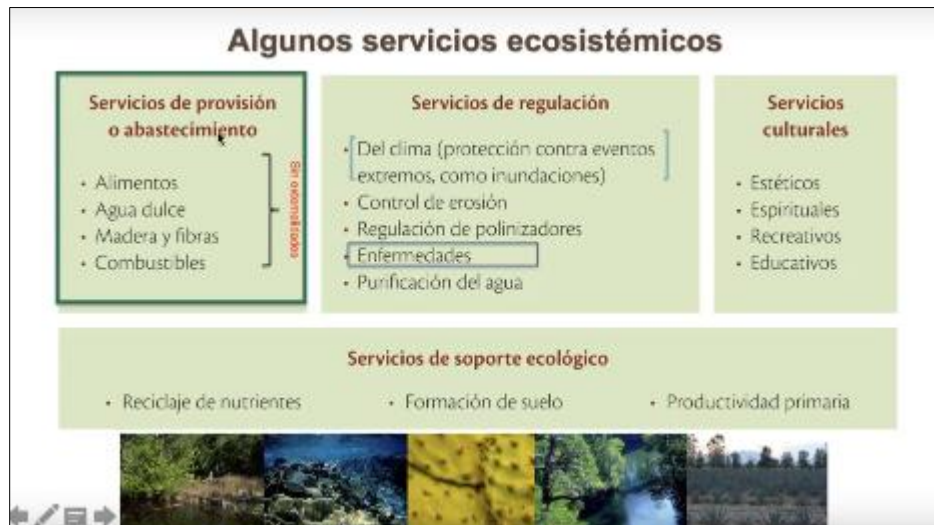 Algunos servicios ecosistémicos
Servicios de provisión
o abastecimiento
• Alimentos
• Agua dulce
• Madera y fibras
• Combustibles
Sin externalidades
Servicios de regulación
• Del clima (protección contra eventos
extremos, como inundaciones)
• Control de erosión
• Regulación de polinizadores
• Enfermedades
• Purificación del agua
Servicios
culturales
• Estéticos
• Espirituales
• Recreativos
• Educativos
Servicios de soporte ecológico
• Reciclaje de nutrientes • Formación de suelo • Productividad primaria